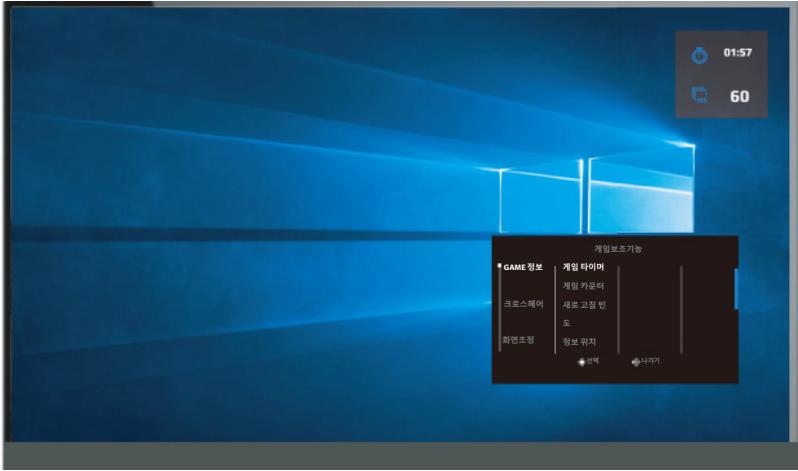 01:57
60
게임보조기능
GAME 정보
게임 타이머
게임 카운터
크로스헤어
새로 고침 빈
도
화면조정
정보 위치
선택
나가기